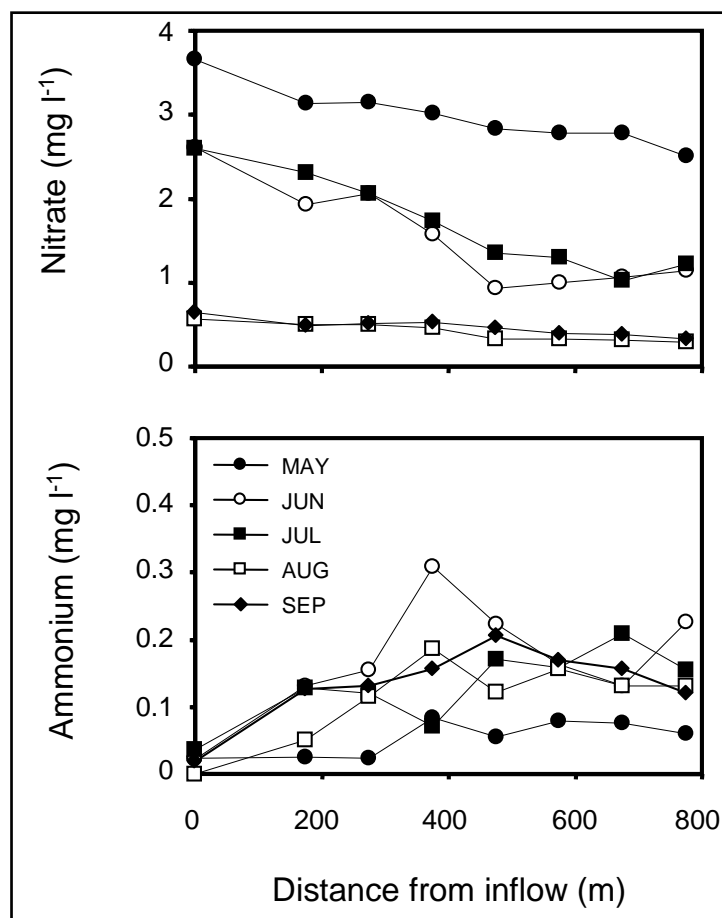 4
3
2
1
0
Nitrate (mg l-1)
0.5
0.4
0.3
0.2
0.1
0
Ammonium (mg l-1)
MAY
JUN
JUL
AUG
SEP
0 200 400 600 800
Distance from inflow (m)